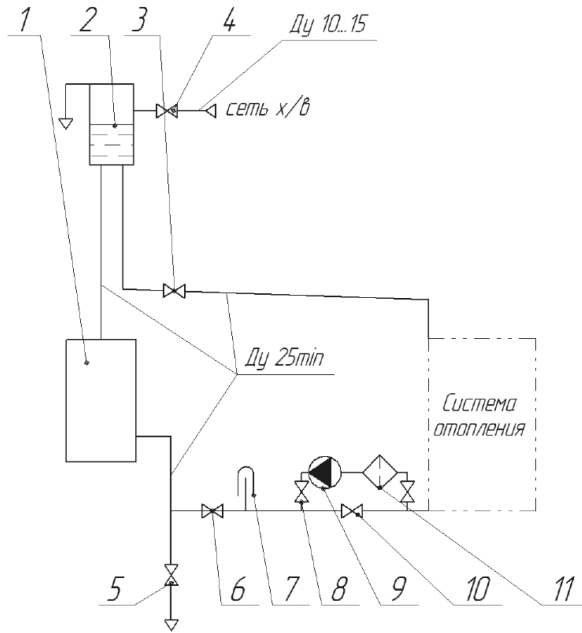 1 2 3 4 Ду 10...15
сеть х/в
Ду 25min
Система
отопления
5 6 7 8 9 10 11